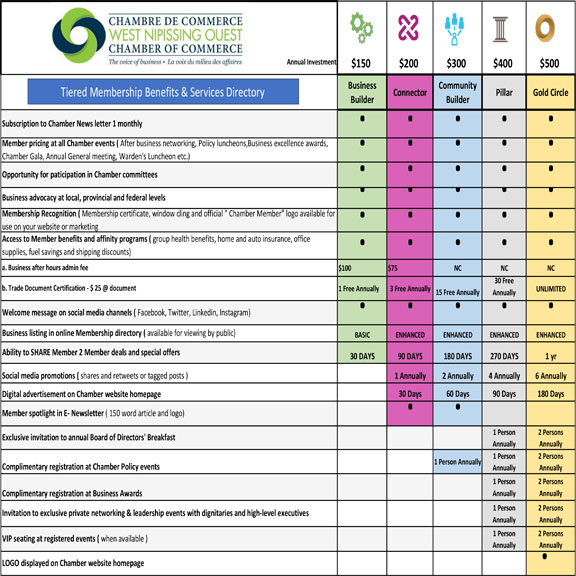 CHAMBRE DE COMMERCE
WEST NIPISSING OUEST
CHAMBER OF COMMERCE
The voice of business • La voix du milieu des affaires
Annual Investment $150 $200 $300 $400 $500
Tiered Membership Benefits & Services Directory
Business Builder Connector Community Builder Pillar Gold Circle
Subscription to Chamber News letter 1 monthly
Member pricing at all Chamber events ( After business networking, Policy luncheons,Business excellence awards,
Chamber Gala, Annual General meeting, Warden's Luncheon etc.)
Opportunity for paticipation in Chamber committees
Business advocacy at local, provincial and federal levels
Membership Recognition ( Membership certificate, window cling and official " Chamber Member" logo available for
use on your website or marketing
Access to Member benefits and affinity programs ( group health benefits, home and auto insurance, office
supplies, fuel savings and shipping discounts)
a. Business after hours admin fee $100 $75 NC NC NC
b. Trade Document Certification - $ 25 @ document 1 Free Annually 3 Free Annually 15 Free Annually 30 Free Annually UNLIMITED
Welcome message on social media channels ( Facebook, Twitter, Linkedin, Instagram)
Business listing in online Membership directory ( available for viewing by public) BASIC ENHANCED ENHANCED ENHANCED ENHANCED
Ability to SHARE Member 2 Member deals and special offers 30 DAYS 90 DAYS 180 DAYS 270 DAYS 1 yr
Social media promotions ( shares and retweets or tagged posts ) 1 Annually 2 Annually 4 Annually 6 Annually
Digital advertisement on Chamber website homepage 30 Days 60 Days 90 Days 180 Days
Member spotlight in E- Newsletter ( 150 word article and logo)
Exclusive invitation to annual Board of Directors' Breakfast 1 Person Annually 2 Persons Annually
Complimentary registration at Chamber Policy events 1 Person Annually 1 Person Annually 2 Persons Annually
Complimentary registration at Business Awards 1 Person Annually 2 Persons Annually
Invitation to exclusive private networking & leadership events with dignitaries and high-level executives 1 Person Annually 2 Persons Annually
VIP seating at registered events ( when available ) 1 Person Annually 2 Persons Annually
LOGO displayed on Chamber website homepage